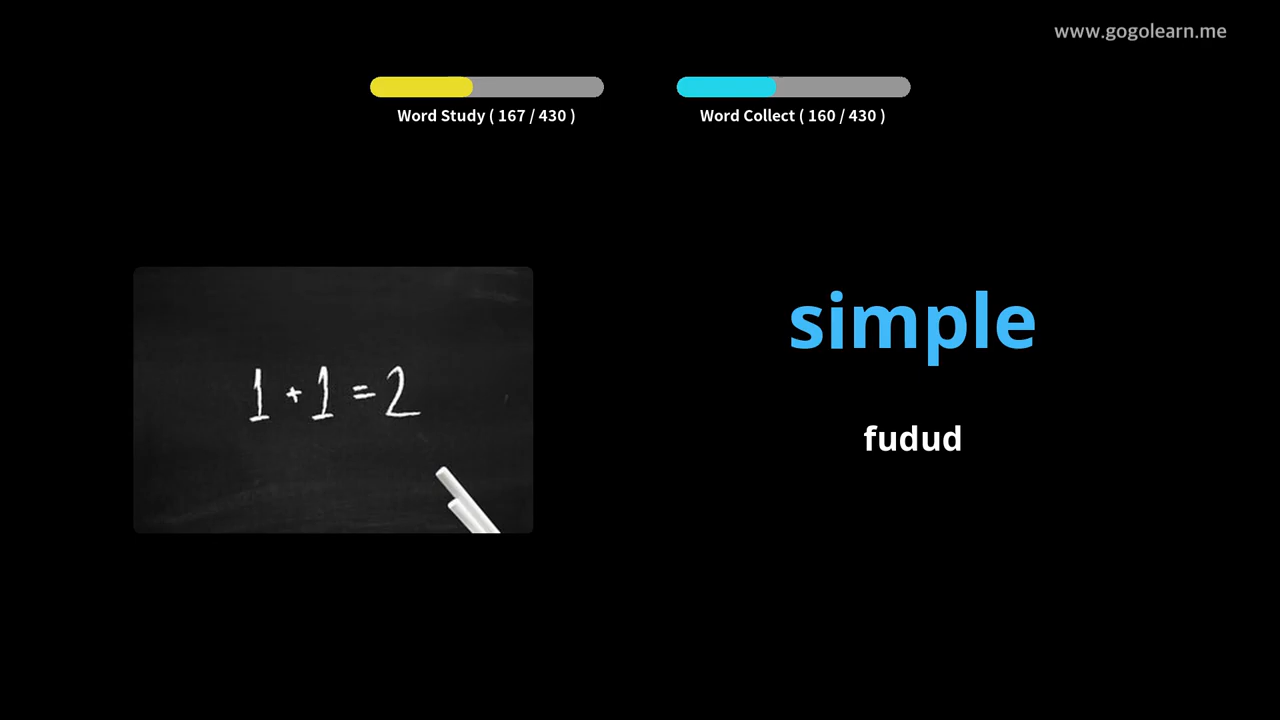 www.gogolearn.me
Word Study ( 167 / 430 )
Word Collect ( 160 / 430 )
1 + 1 = 2
simple
fudud